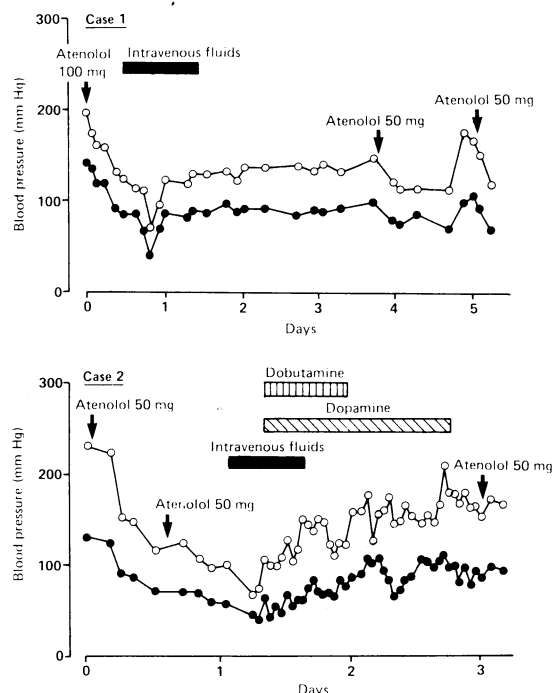 300
Case 1
Atenolol
100 mg
Intravenous fluids
200
Atenolol 50 mg
Atenolol 50 mg
Blood pressure (mm Hg)
100
0
0 1 2 3 4 5
Days
Dobutamine
300
Case 2
Dopamine
Atenolol 50 mg
Intravenous fluids
Atenolol 50 mg
200
Atenolol 50 mg
Blood pressure (mm Hg)
100
0
0 1 2 3
Days